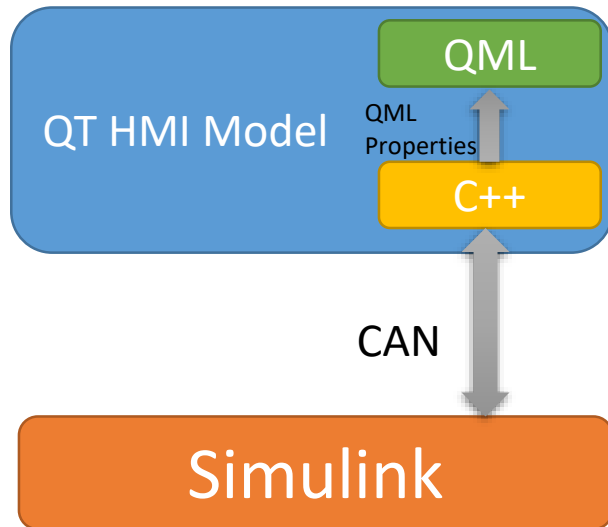 QML
QT HMI Model
QML
Properties
C++
CAN
Simulink